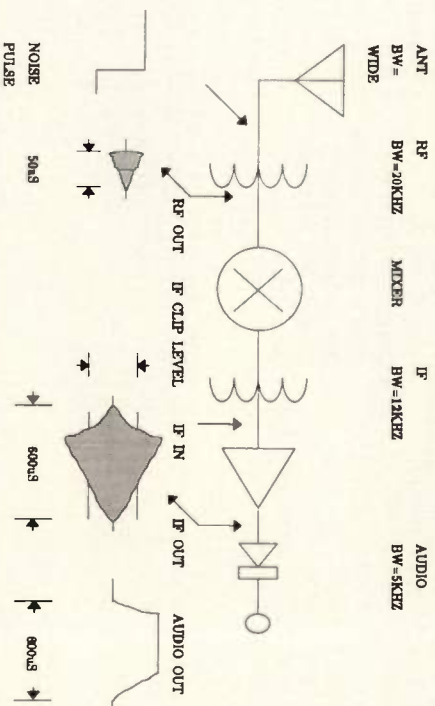 ANT
BW =
WIDE
RF
BW=20KHZ
MIXER
IF
BW=12KHZ
AUDIO
BW=5KHZ
RF OUT
IF CLIP LEVEL
IF IN
IF OUT
AUDIO OUT
NOISE
PULSE
50uS
600uS
800uS